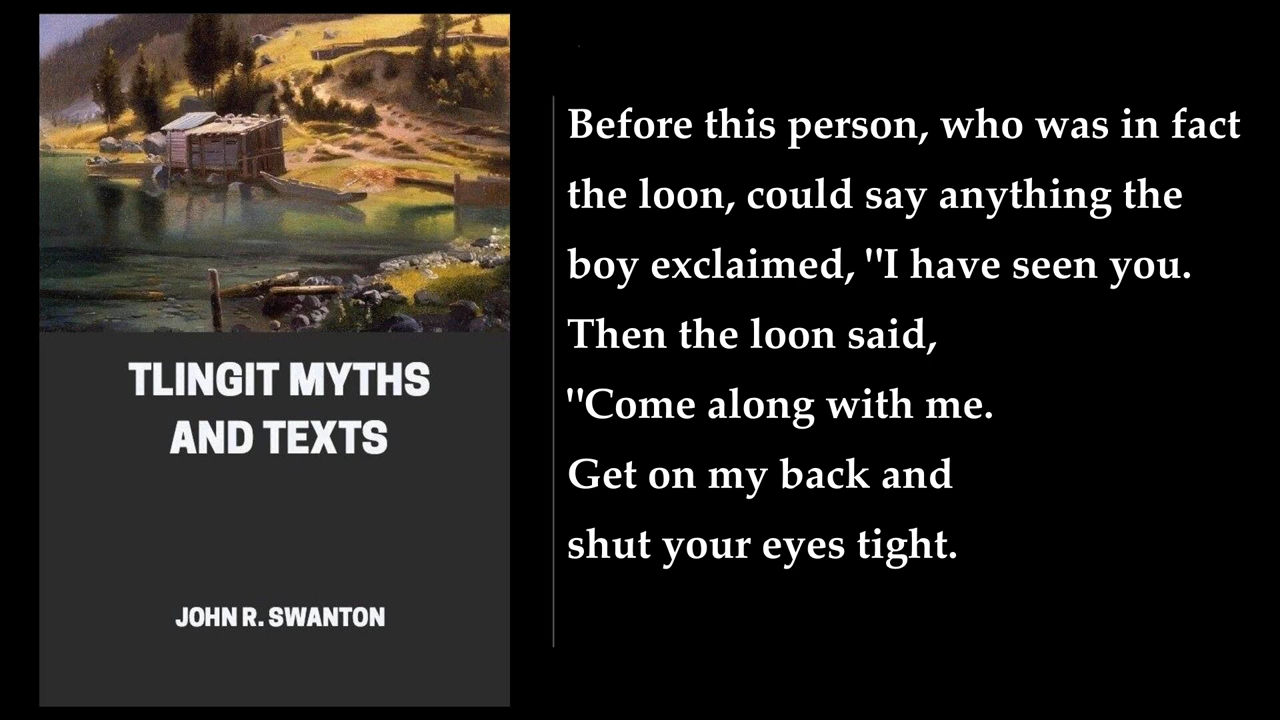 TLINGIT MYTHS
AND TEXTS
JOHN R. SWANTON
Before this person, who was in fact
the loon, could say anything the
boy exclaimed, "I have seen you.
Then the loon said,
"Come along with me.
Get on my back and
shut your eyes tight.